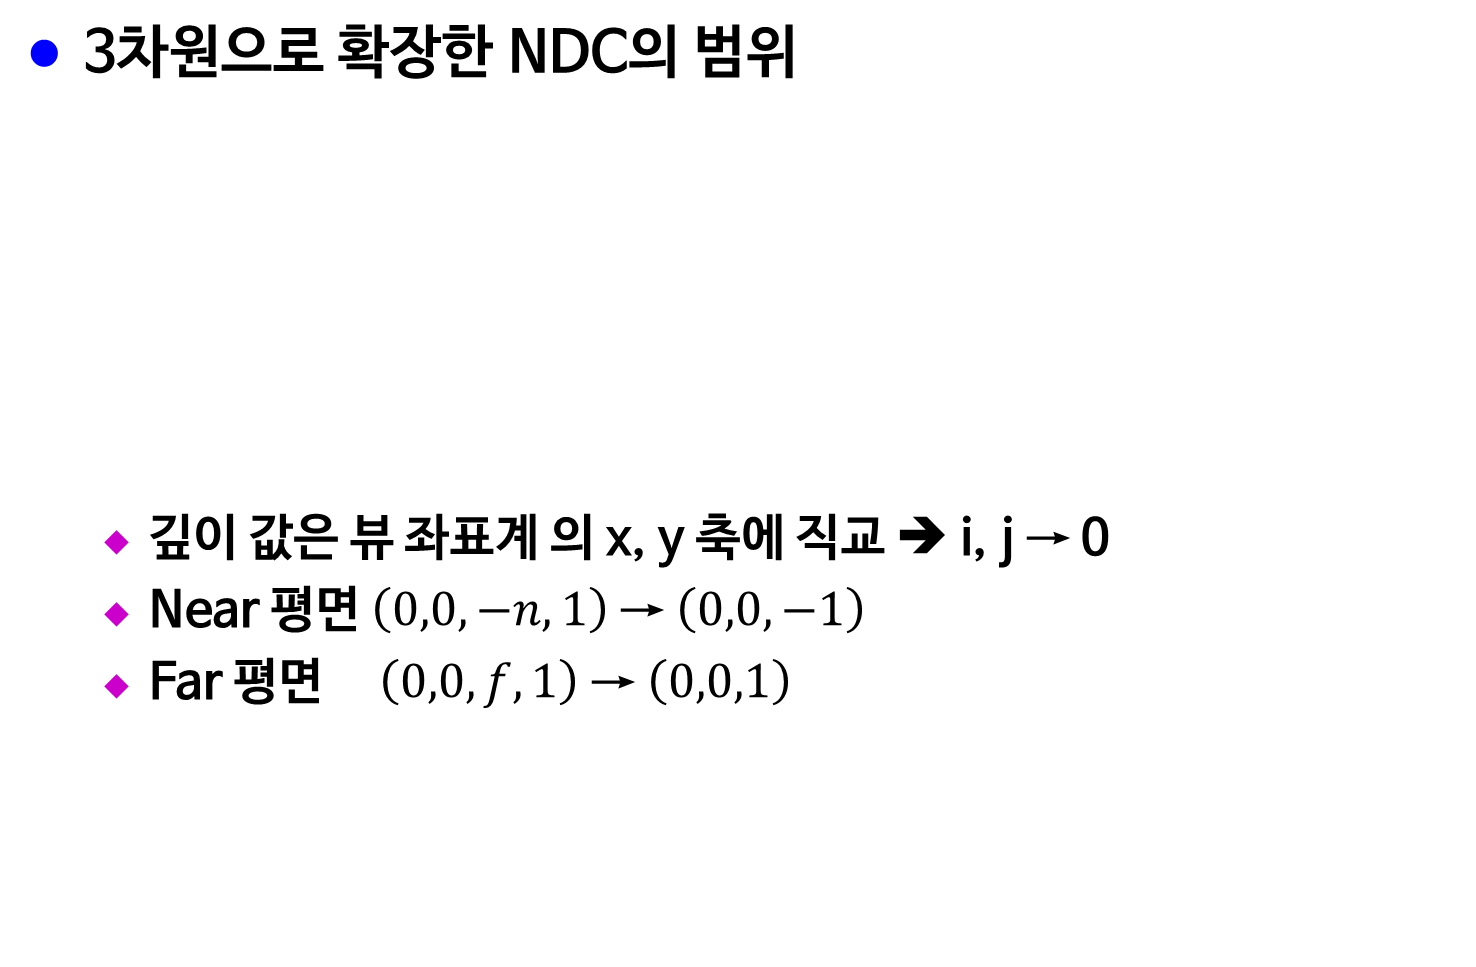 ● 3차원으로 확장한 NDC의 범위
◆ 깊이 값은 뷰 좌표계 의 x, y 축에 직교 ➔ i, j → 0
◆ Near 평면 (0,0, −n, 1) → (0,0, −1)
◆ Far 평면 (0,0, f, 1) → (0,0,1)